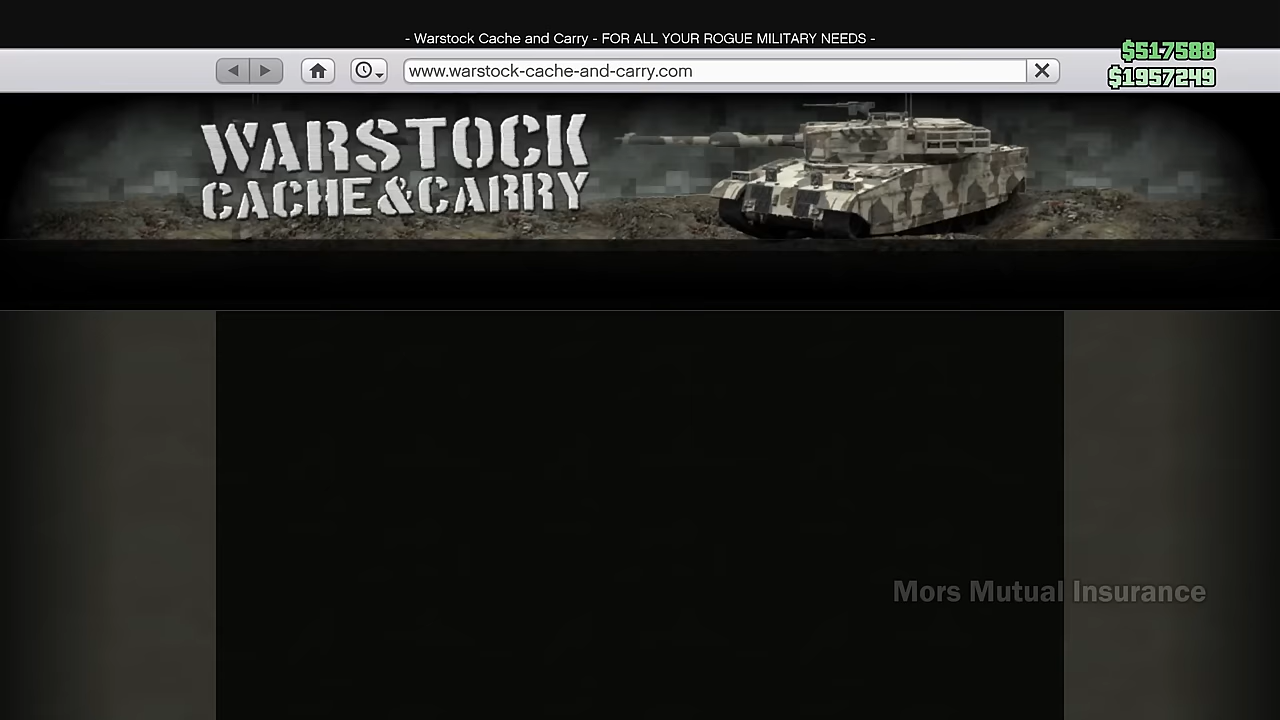 - Warstock Cache and Carry - FOR ALL YOUR ROGUE MILITARY NEEDS -
$517588
www.warstock-cache-and-carry.com
$1957249
WARSTOCK
CACHE&CARRY
Mors Mutual Insurance